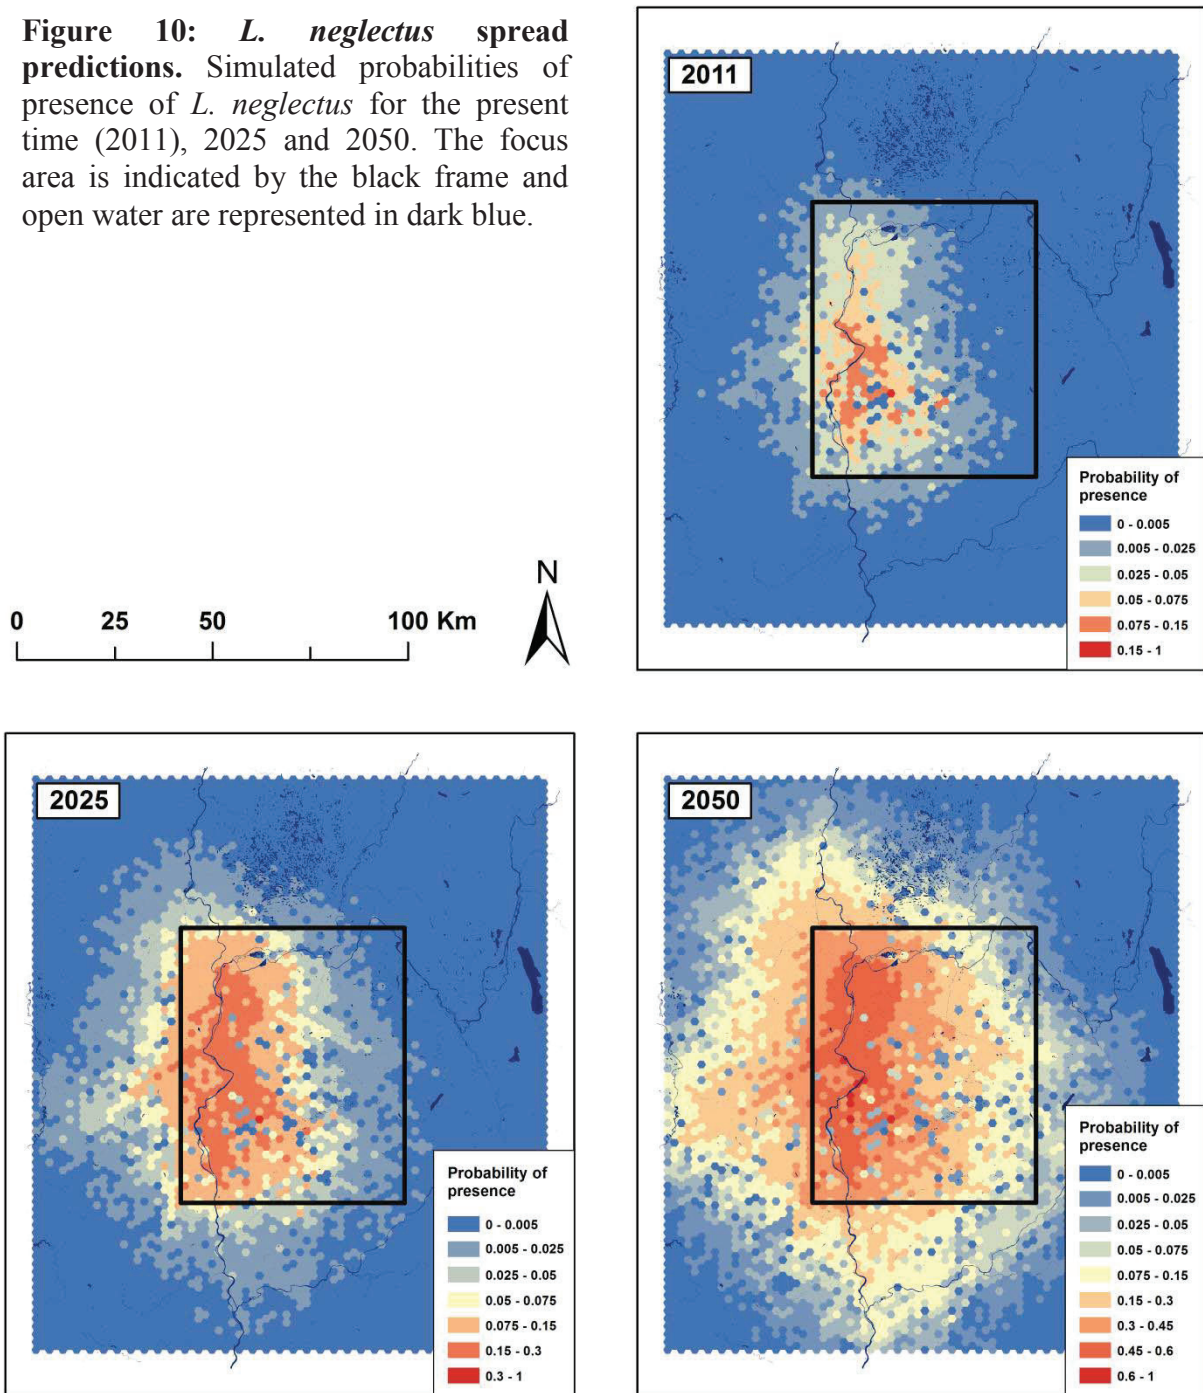 Figure 10: L. neglectus spread
predictions. Simulated probabilities of
presence of L. neglectus for the present
time (2011), 2025 and 2050. The focus
area is indicated by the black frame and
open water are represented in dark blue.
0 25 50 100 Km
N
2011
Probability of
presence
0 - 0.005
0.005 - 0.025
0.025 - 0.05
0.05 - 0.075
0.075 - 0.15
0.15 - 1
2025
Probability of
presence
0 - 0.005
0.005 - 0.025
0.025 - 0.05
0.05 - 0.075
0.075 - 0.15
0.15 - 0.3
0.3 - 1
2050
Probability of
presence
0 - 0.005
0.005 - 0.025
0.025 - 0.05
0.05 - 0.075
0.075 - 0.15
0.15 - 0.3
0.3 - 0.45
0.45 - 0.6
0.6 - 1